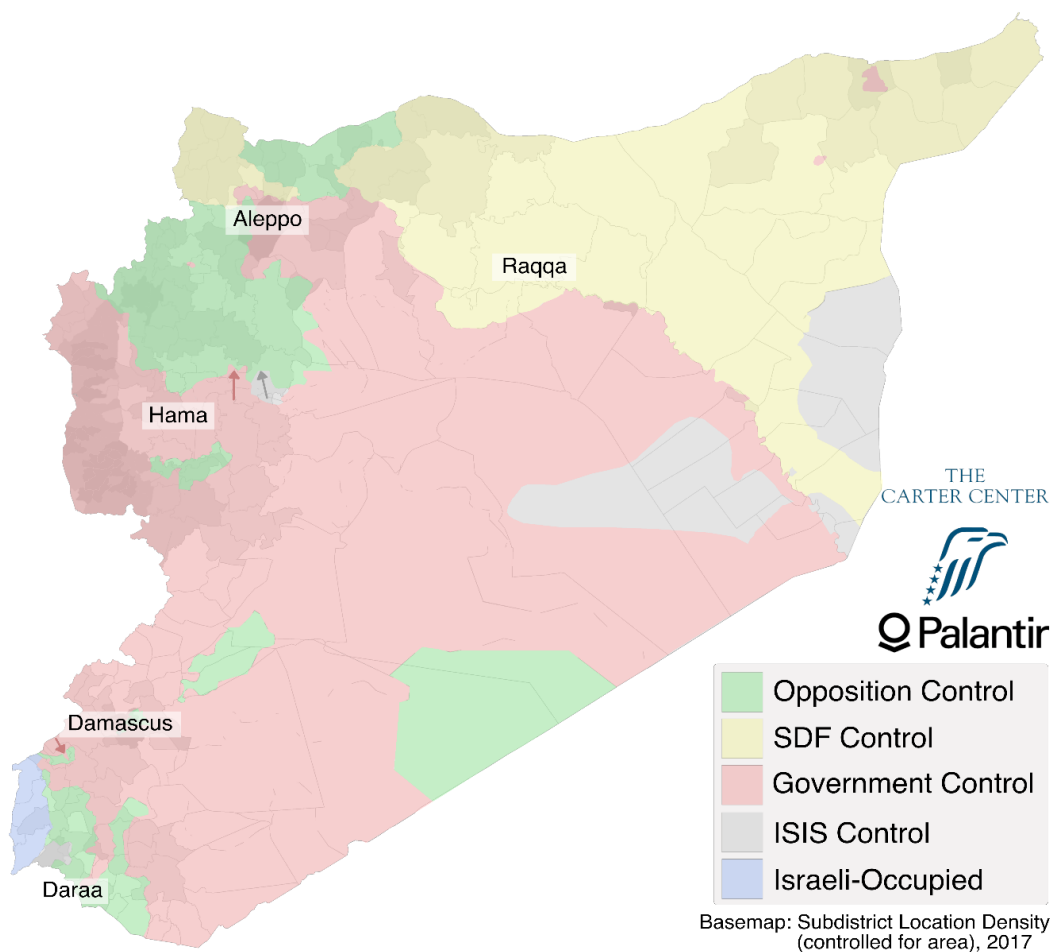 Aleppo
Raqqa
Hama
THE
CARTER CENTER
Palantir
Damascus
Daraa
Opposition Control
SDF Control
Government Control
ISIS Control
Israeli-Occupied
Basemap: Subdistrict Location Density
(controlled for area), 2017